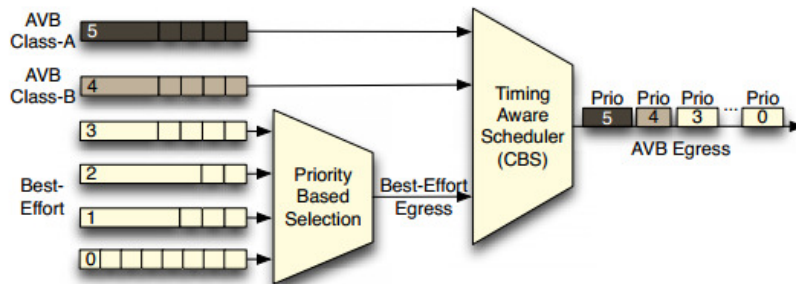 AVB
Class-A
5
AVB
Class-B
4
3
2
Best-
Effort
1
0
Priority
Based
Selection
Best-Effort
Egress
Timing
Aware
Scheduler
(CBS)
Prio Prio Prio ... Prio
5 4 3 0
AVB Egress